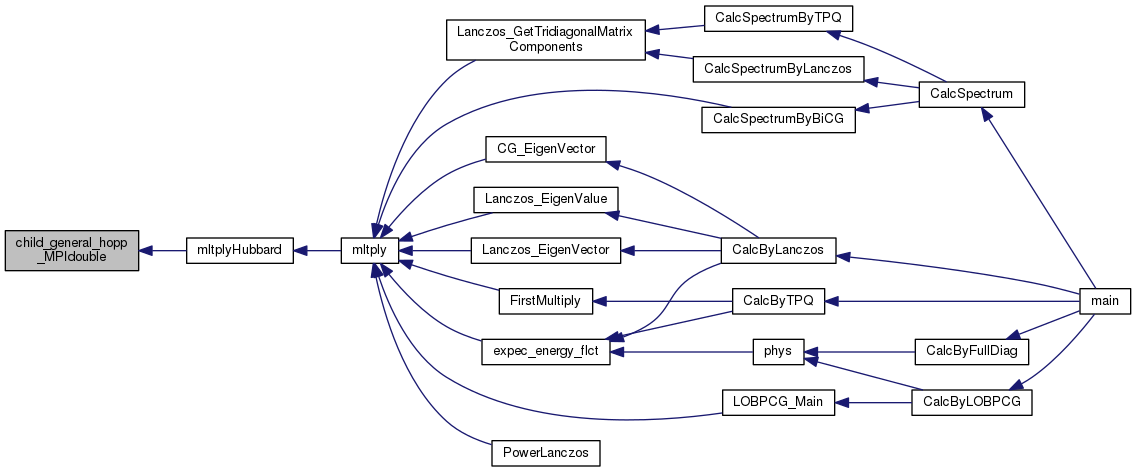 child_general_hopp
_MPIdouble
mltplyHubbard
mltply
Lanczos_GetTridiagonalMatrix
Components
CalcSpectrumByTPQ
CalcSpectrumByLanczos
CalcSpectrum
CalcSpectrumByBiCG
CG_EigenVector
Lanczos_EigenValue
Lanczos_EigenVector
CalcByLanczos
FirstMultiply
CalcByTPQ
main
expec_energy_flct
phys
CalcByFullDiag
LOBPCG_Main
CalcByLOBPCG
PowerLanczos